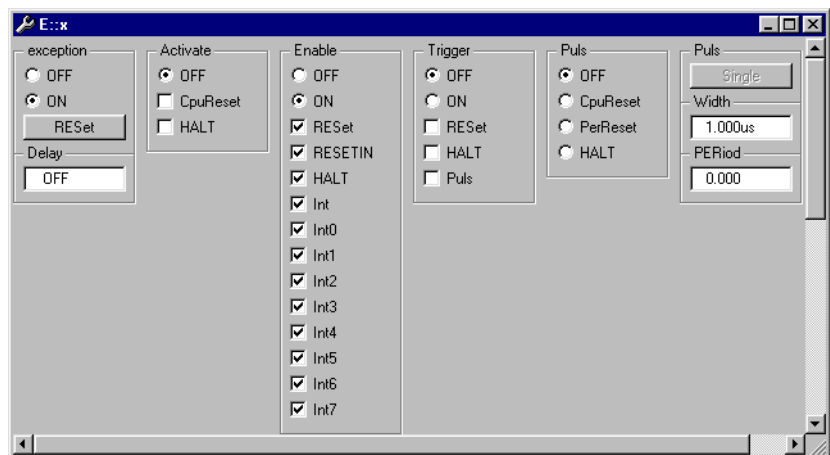 E::x
exception
OFF
ON
RESet
Delay
OFF
Activate
OFF
CpuReset
HALT
Enable
OFF
ON
RESet
RESETIN
HALT
Int
Int0
Int1
Int2
Int3
Int4
Int5
Int6
Int7
Trigger
OFF
ON
RESet
HALT
Puls
Puls
OFF
CpuReset
PerReset
HALT
Puls
Single
Width
1.000us
PERiod
0.000